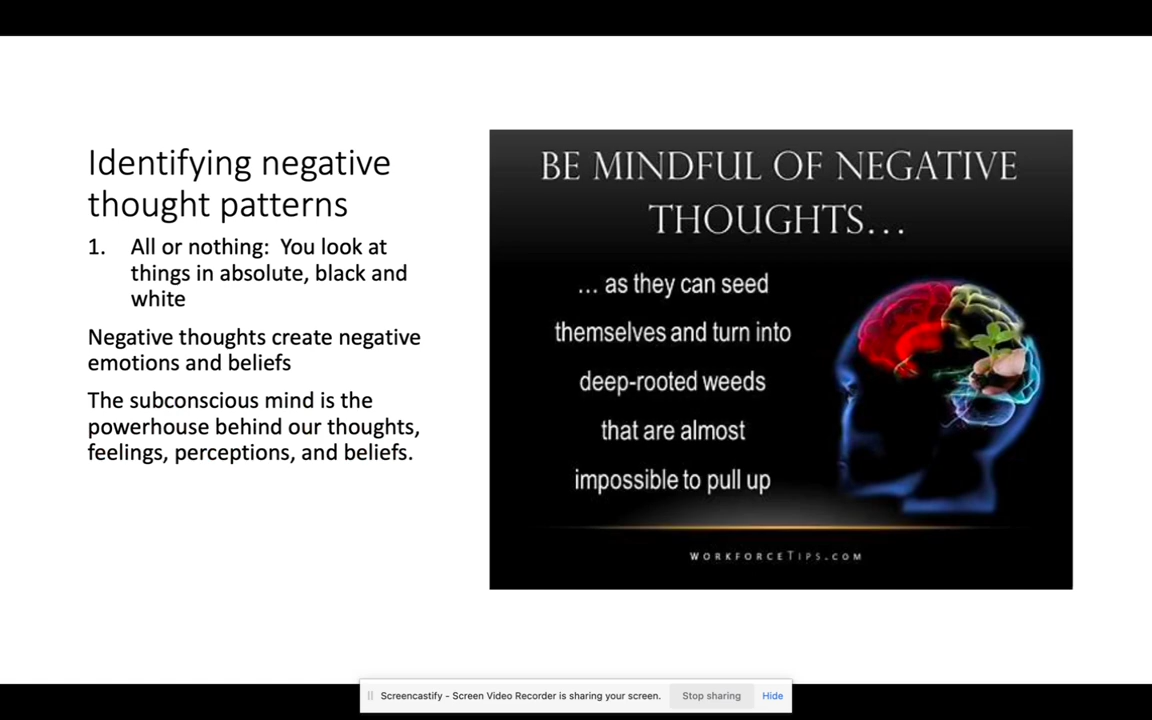 Identifying negative
thought patterns
1. All or nothing: You look at
things in absolute, black and
white
Negative thoughts create negative
emotions and beliefs
The subconscious mind is the
powerhouse behind our thoughts,
feelings, perceptions, and beliefs.
BE MINDFUL OF NEGATIVE
THOUGHTS...
... as they can seed
themselves and turn into
deep-rooted weeds
that are almost
impossible to pull up
WORKFORCETIPS.COM
Screencastify - Screen Video Recorder is sharing your screen. Stop sharing Hide